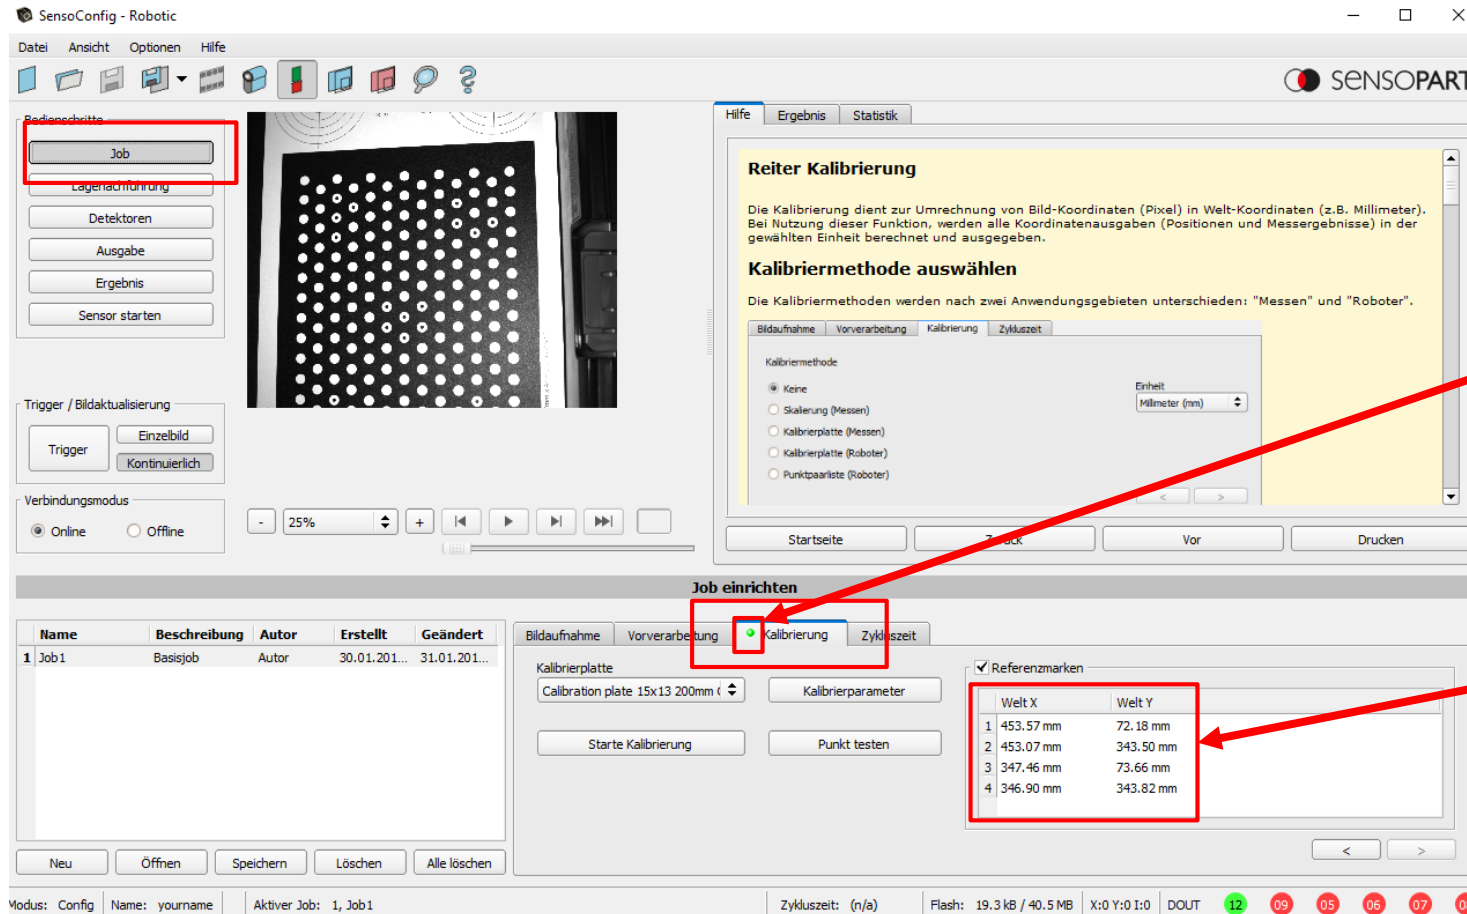 SensoConfig - Robotic
Datei Ansicht Optionen Hilfe
SENSOPART
Bedienschritte
Job
Lagenachführung
Detektoren
Ausgabe
Ergebnis
Sensor starten
Trigger / Bildaktualisierung
Trigger
Einzelbild
Kontinuierlich
Verbindungsmodus
Online Offline
- 25% +
Hilfe Ergebnis Statistik
Reiter Kalibrierung
Die Kalibrierung dient zur Umrechnung von Bild-Koordinaten (Pixel) in Welt-Koordinaten (z.B. Millimeter).
Bei Nutzung dieser Funktion, werden alle Koordinatenausgaben (Positionen und Messergebnisse) in der
gewählten Einheit berechnet und ausgegeben.
Kalibriermethode auswählen
Die Kalibriermethoden werden nach zwei Anwendungsgebieten unterschieden: "Messen" und "Roboter".
Bildaufnahme Vorverarbeitung Kalibrierung Zykluszeit
Kalibriermethode
Keine
Skalierung (Messen)
Kalibrierplatte (Messen)
Kalibrierplatte (Roboter)
Punktpaarliste (Roboter)
Einheit
Millimeter (mm)
< >
Startseite Zurück Vor Drucken
Job einrichten
Name Beschreibung Autor Erstellt Geändert
1 Job1 Basisjob Autor 30.01.201... 31.01.201...
Neu Öffnen Speichern Löschen Alle löschen
Bildaufnahme Vorverarbeitung Kalibrierung Zykluszeit
Kalibrierplatte
Calibration plate 15x13 200mm
Kalibrierparameter
Starte Kalibrierung
Punkt testen
Referenzmarken
Welt X Welt Y
1 453.57 mm 72.18 mm
2 453.07 mm 343.50 mm
3 347.46 mm 73.66 mm
4 346.90 mm 343.82 mm
< >
Modus: Config Name: yourname Aktiver Job: 1, Job1 Zykluszeit: (n/a) Flash: 19.3 kB / 40.5 MB X:0 Y:0 I:0 DOUT 12 09 05 06 07